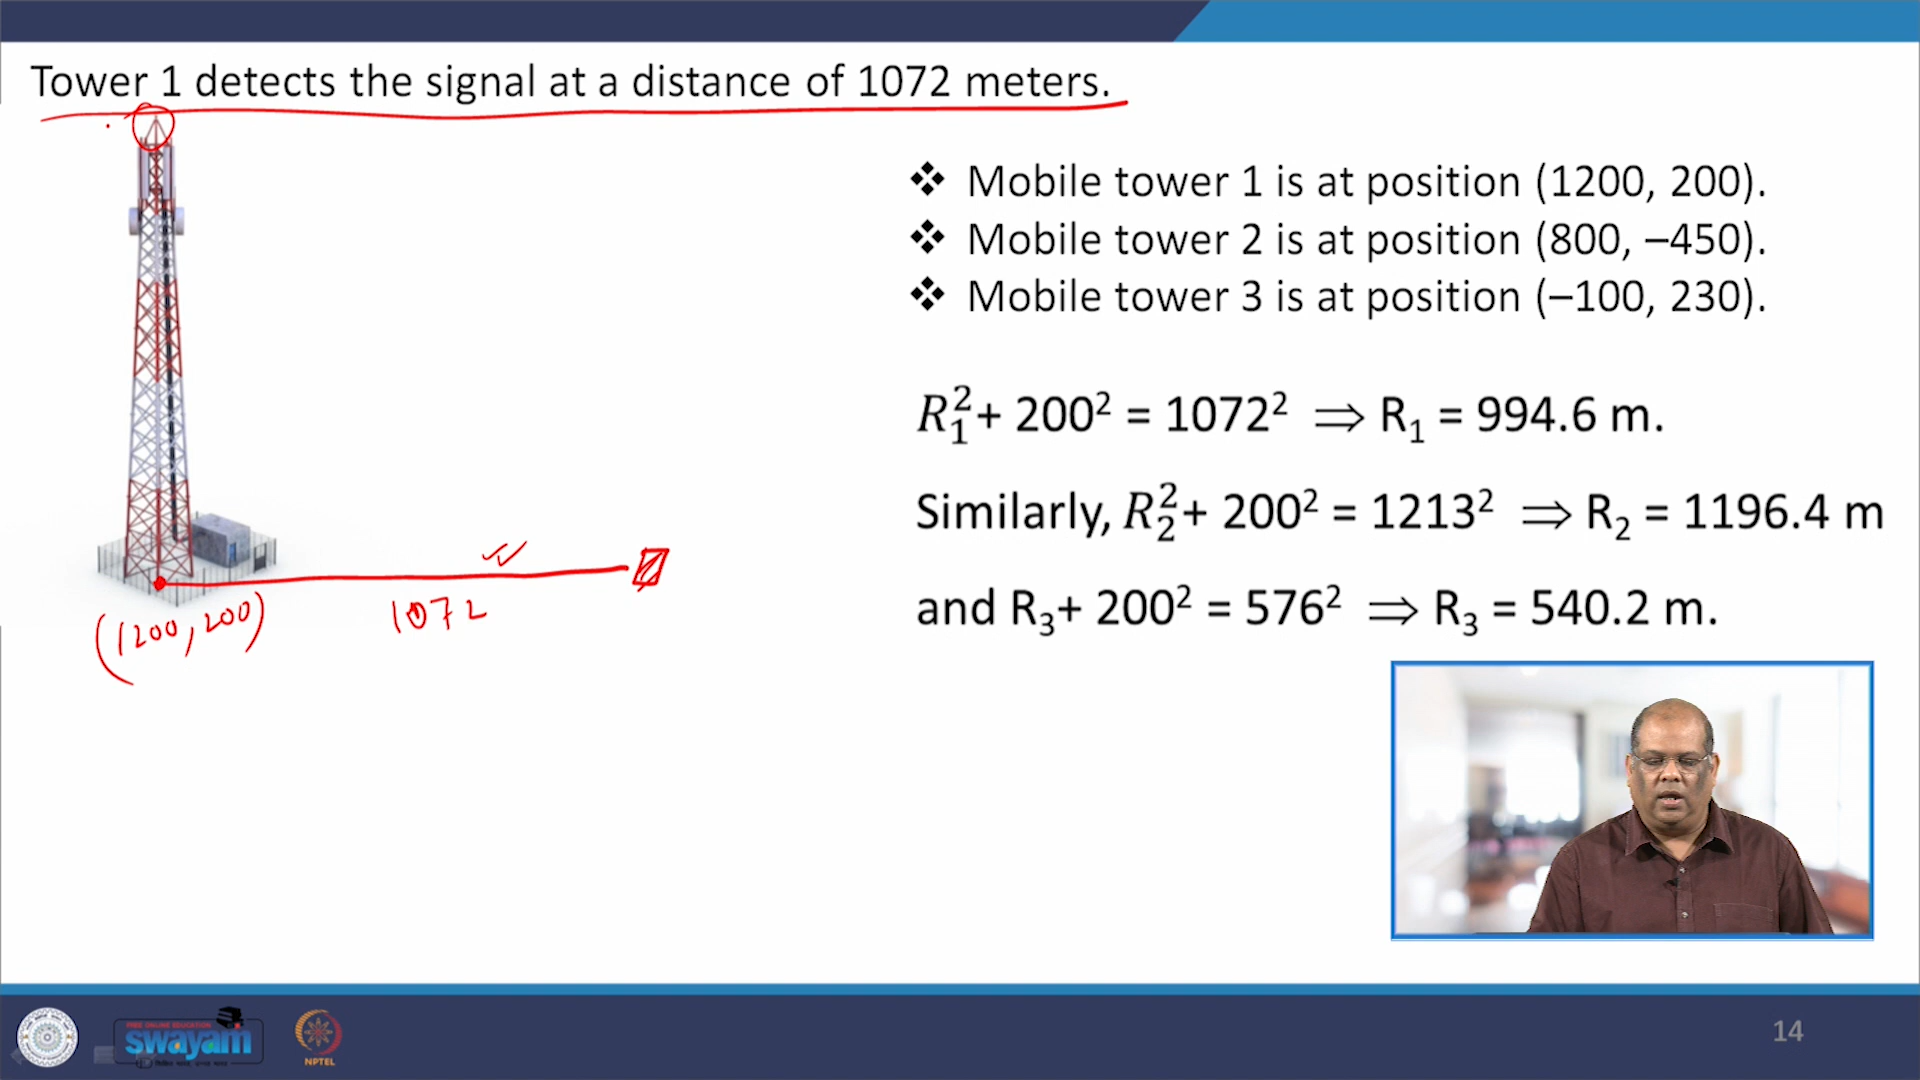 Tower 1 detects the signal at a distance of 1072 meters.
❖ Mobile tower 1 is at position (1200, 200).
❖ Mobile tower 2 is at position (800, –450).
❖ Mobile tower 3 is at position (–100, 230).
R₁² + 200² = 1072² ⇒ R₁ = 994.6 m.
Similarly, R₂² + 200² = 1213² ⇒ R₂ = 1196.4 m
and R₃+ 200² = 576² ⇒ R₃ = 540.2 m.
(1200, 200)
1072
FREE ONLINE EDUCATION
swayam
NPTEL
14